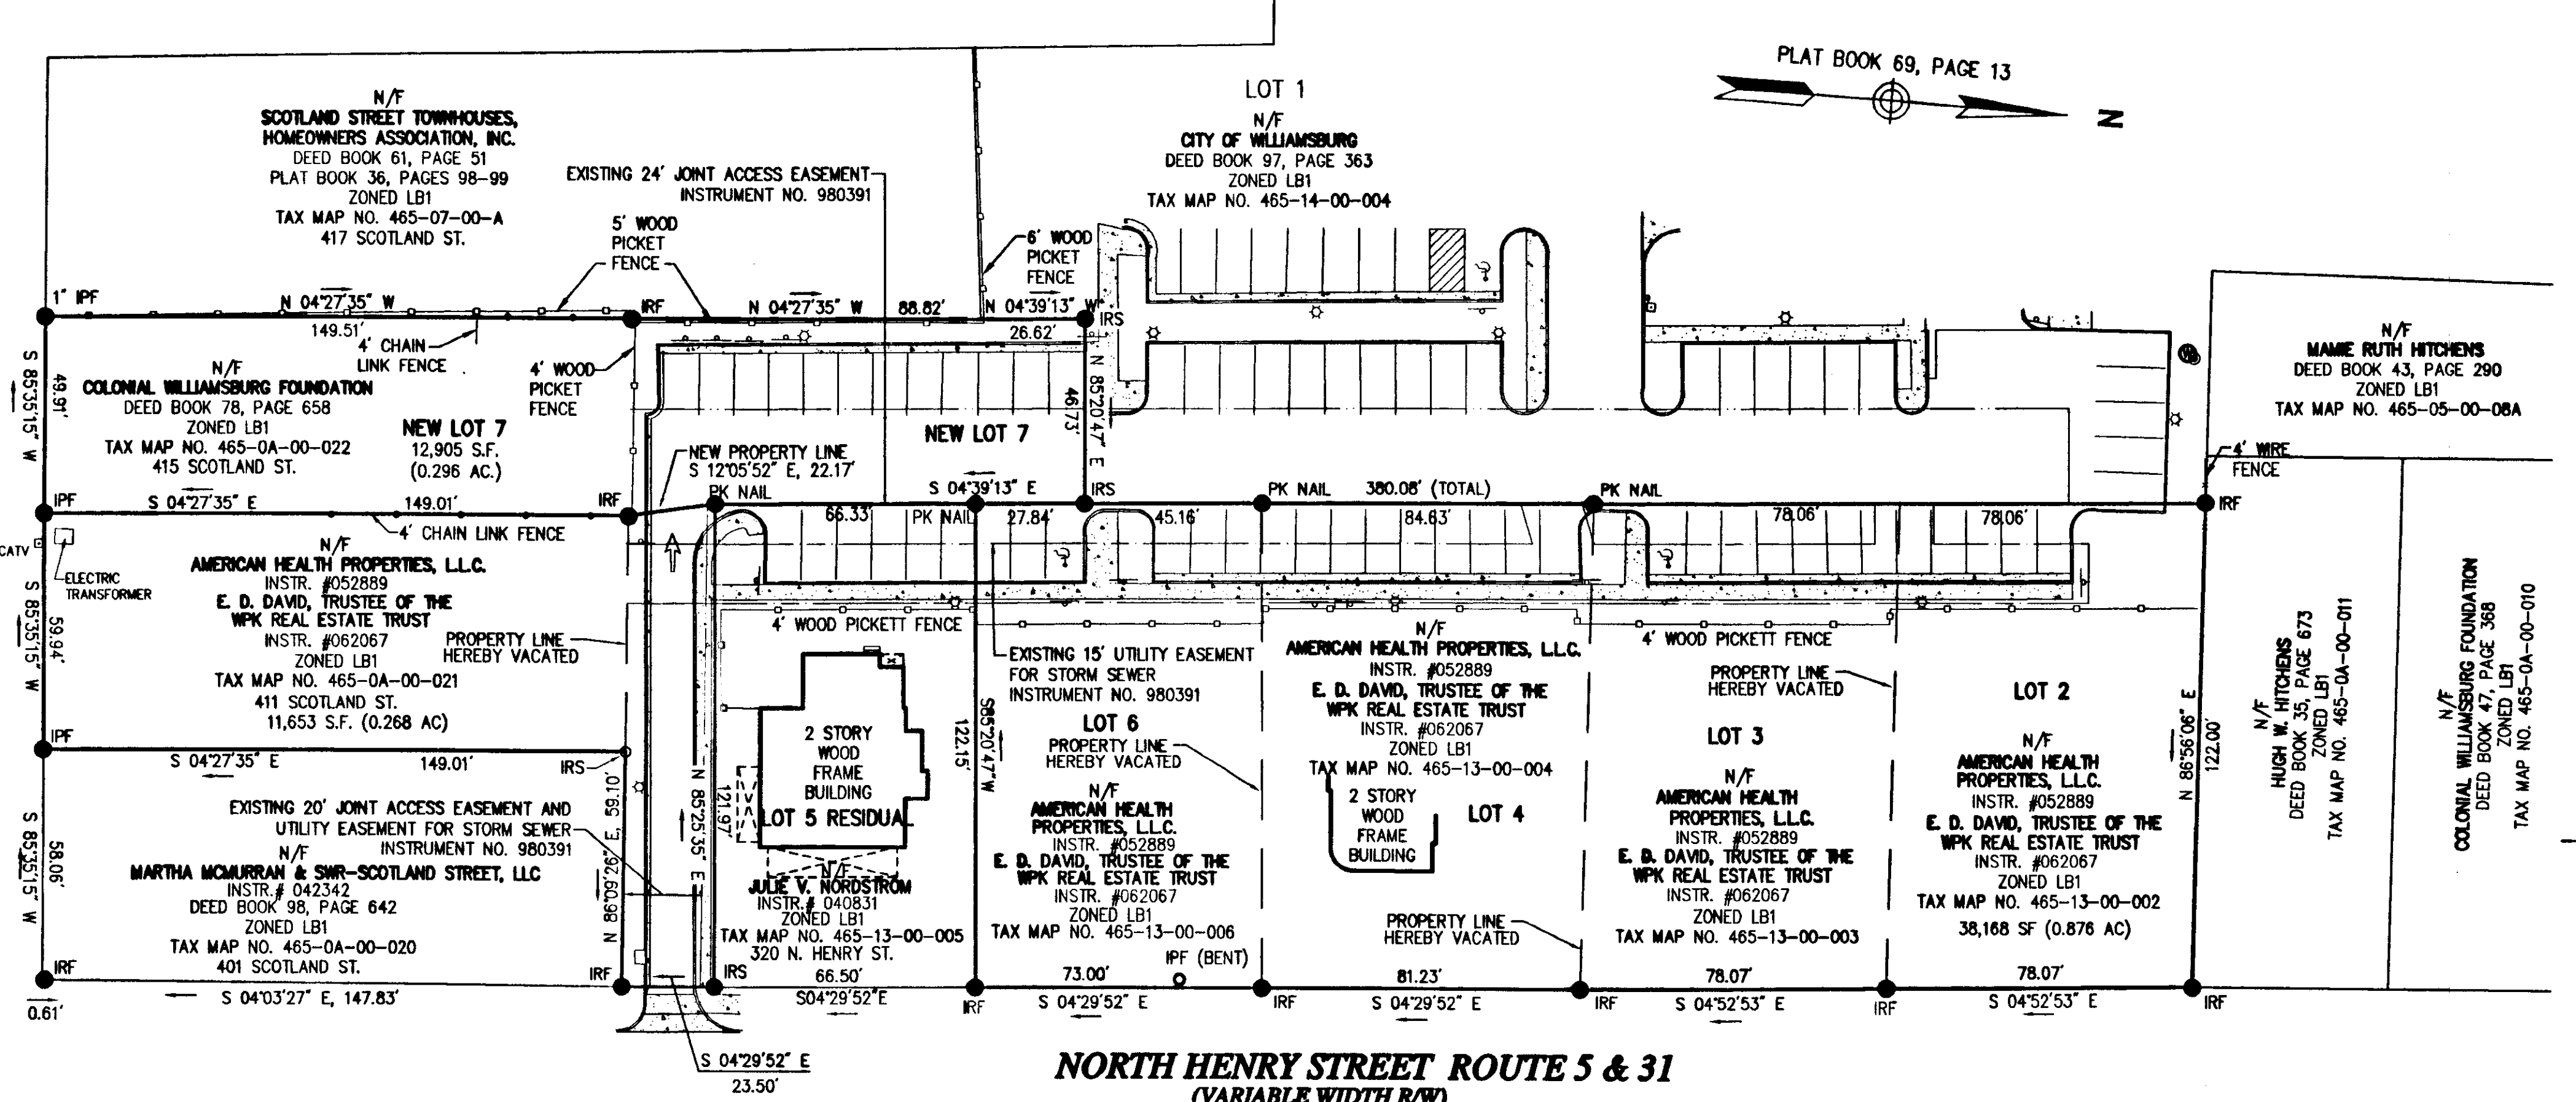 PLAT BOOK 69, PAGE 13
N
N/F
SCOTLAND STREET TOWNHOUSES,
HOMEOWNERS ASSOCIATION, INC.
DEED BOOK 61, PAGE 51
PLAT BOOK 36, PAGES 98-99
ZONED LB1
TAX MAP NO. 465-07-00-A
417 SCOTLAND ST.
EXISTING 24' JOINT ACCESS EASEMENT
INSTRUMENT NO. 980391
5' WOOD
PICKET
FENCE
6' WOOD
PICKET
FENCE
LOT 1
N/F
CITY OF WILLIAMSBURG
DEED BOOK 97, PAGE 363
ZONED LB1
TAX MAP NO. 465-14-00-004
1" IPF
N 04°27'35" W
149.51'
IRF
N 04°27'35" W
88.82'
N 04°39'13" W
26.62'
IRS
4' CHAIN
LINK FENCE
4' WOOD
PICKET
FENCE
S 85°35'15" W
49.91'
N/F
COLONIAL WILLIAMSBURG FOUNDATION
DEED BOOK 78, PAGE 658
ZONED LB1
TAX MAP NO. 465-0A-00-022
415 SCOTLAND ST.
NEW LOT 7
12,905 S.F.
(0.296 AC.)
NEW PROPERTY LINE
S 12°05'52" E, 22.17'
NEW LOT 7
N 85°20'47" E
46.73'
N/F
MAMIE RUTH HITCHENS
DEED BOOK 43, PAGE 290
ZONED LB1
TAX MAP NO. 465-05-00-08A
4' WIRE
FENCE
IPF
S 04°27'35" E
149.01'
IRF
PK NAIL
S 04°39'13" E
IRS
PK NAIL
380.08' (TOTAL)
PK NAIL
IRF
4' CHAIN LINK FENCE
66.33'
PK NAIL
27.84'
45.16'
84.63'
78.06'
78.06'
CATV
ELECTRIC
TRANSFORMER
S 85°35'15" W
59.94'
N/F
AMERICAN HEALTH PROPERTIES, L.L.C.
INSTR. #052889
E. D. DAVID, TRUSTEE OF THE
WPK REAL ESTATE TRUST
INSTR. #062067
ZONED LB1
TAX MAP NO. 465-0A-00-021
411 SCOTLAND ST.
11,653 S.F. (0.268 AC)
PROPERTY LINE
HEREBY VACATED
4' WOOD PICKETT FENCE
EXISTING 15' UTILITY EASEMENT
FOR STORM SEWER
INSTRUMENT NO. 980391
4' WOOD PICKETT FENCE
IPF
S 04°27'35" E
149.01'
IRS
EXISTING 20' JOINT ACCESS EASEMENT AND
UTILITY EASEMENT FOR STORM SEWER
INSTRUMENT NO. 980391
S 85°35'15" W
58.06'
N/F
MARTHA MCMURRAN & SWR-SCOTLAND STREET, LLC
INSTR.# 042342
DEED BOOK 98, PAGE 642
ZONED LB1
TAX MAP NO. 465-0A-00-020
401 SCOTLAND ST.
N 86°09'26" E, 59.10'
N 85°25'35" E
121.97'
2 STORY
WOOD
FRAME
BUILDING
LOT 5 RESIDUAL
N/F
JULIE V. NORDSTROM
INSTR.# 040831
ZONED LB1
TAX MAP NO. 465-13-00-005
320 N. HENRY ST.
S85°20'47"W
122.15'
LOT 6
PROPERTY LINE
HEREBY VACATED
N/F
AMERICAN HEALTH
PROPERTIES, L.L.C.
INSTR. #052889
E. D. DAVID, TRUSTEE OF THE
WPK REAL ESTATE TRUST
INSTR. #062067
ZONED LB1
TAX MAP NO. 465-13-00-006
IPF (BENT)
N/F
AMERICAN HEALTH PROPERTIES, L.L.C.
INSTR. #052889
E. D. DAVID, TRUSTEE OF THE
WPK REAL ESTATE TRUST
INSTR. #062067
ZONED LB1
TAX MAP NO. 465-13-00-004
2 STORY
WOOD
FRAME
BUILDING
LOT 4
PROPERTY LINE
HEREBY VACATED
PROPERTY LINE
HEREBY VACATED
LOT 3
N/F
AMERICAN HEALTH
PROPERTIES, L.L.C.
INSTR. #052889
E. D. DAVID, TRUSTEE OF THE
WPK REAL ESTATE TRUST
INSTR. #062067
ZONED LB1
TAX MAP NO. 465-13-00-003
LOT 2
N/F
AMERICAN HEALTH
PROPERTIES, L.L.C.
INSTR. #052889
E. D. DAVID, TRUSTEE OF THE
WPK REAL ESTATE TRUST
INSTR. #062067
ZONED LB1
TAX MAP NO. 465-13-00-002
38,168 SF (0.876 AC)
N 86°56'06" E
122.00'
N/F
HUGH W. HITCHENS
DEED BOOK 35, PAGE 673
ZONED LB1
TAX MAP NO. 465-0A-00-011
N/F
COLONIAL WILLIAMSBURG FOUNDATION
DEED BOOK 47, PAGE 368
ZONED LB1
TAX MAP NO. 465-0A-00-010
IRF
0.61'
S 04°03'27" E, 147.83'
IRF
IRS
66.50'
S04°29'52"E
IRF
73.00'
S 04°29'52" E
IRF
81.23'
S 04°29'52" E
IRF
78.07'
S 04°52'53" E
IRF
78.07'
S 04°52'53" E
IRF
S 04°29'52" E
23.50'
NORTH HENRY STREET ROUTE 5 & 31
(VARIABLE WIDTH R/W)